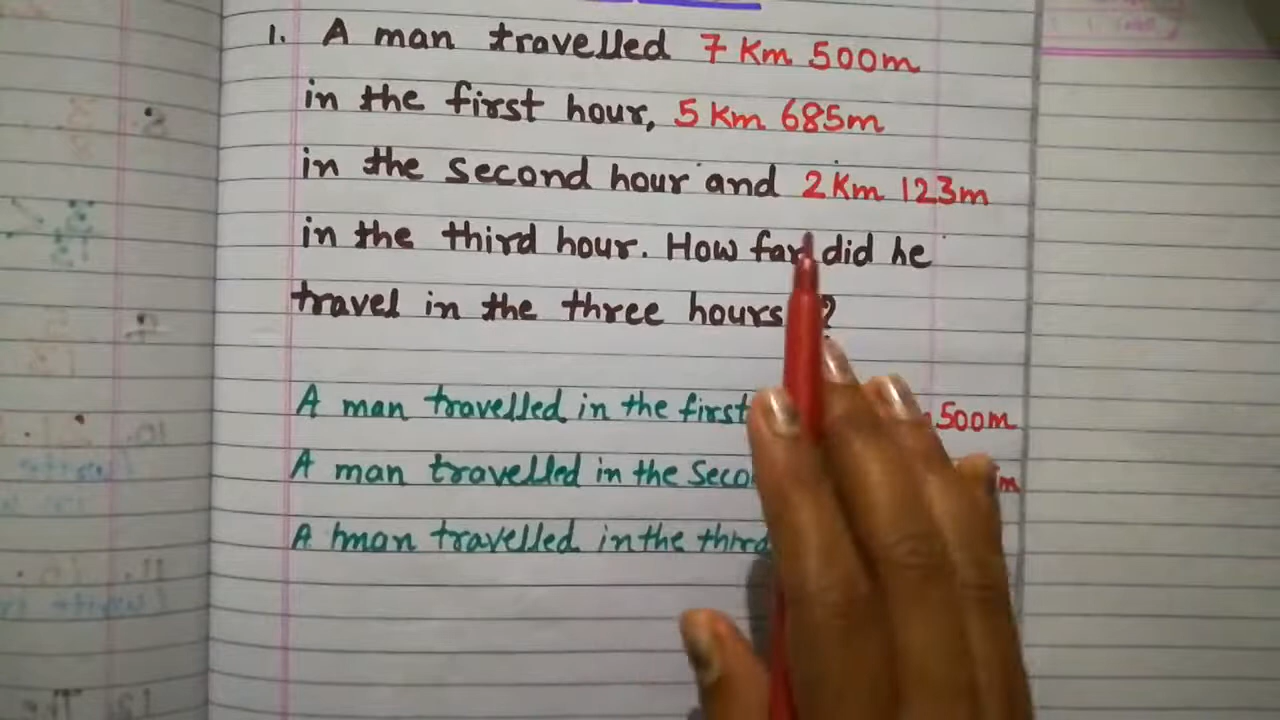 1. A man travelled 7 Km 500m
in the first hour, 5 Km 685m
in the second hour and 2 Km 123m
in the third hour. How far did he
travel in the three hours ?
A man travelled in the first 500m
A man travelled in the m
A man travelled in the third